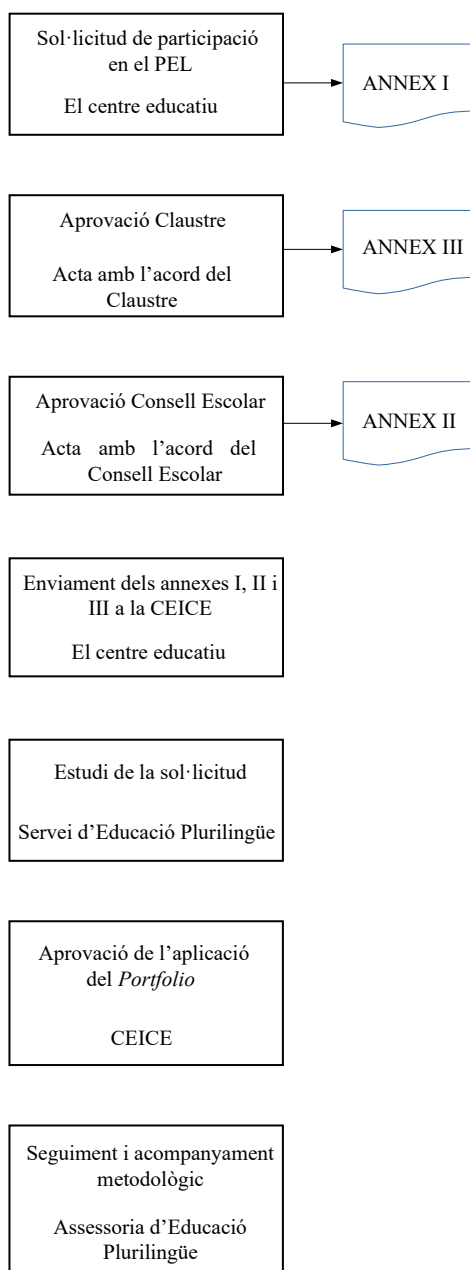 Sol·licitud de participació
en el PEL
El centre educatiu
ANNEX I
Aprovació Claustre
Acta amb l’acord del
Claustre
ANNEX III
Aprovació Consell Escolar
Acta amb l’acord del
Consell Escolar
ANNEX II
Enviament dels annexes I, II i
III a la CEICE
El centre educatiu
Estudi de la sol·licitud
Servei d’Educació Plurilingüe
Aprovació de l’aplicació
del Portfolio
CEICE
Seguiment i acompanyament
metodològic
Assessoria d’Educació
Plurilingüe